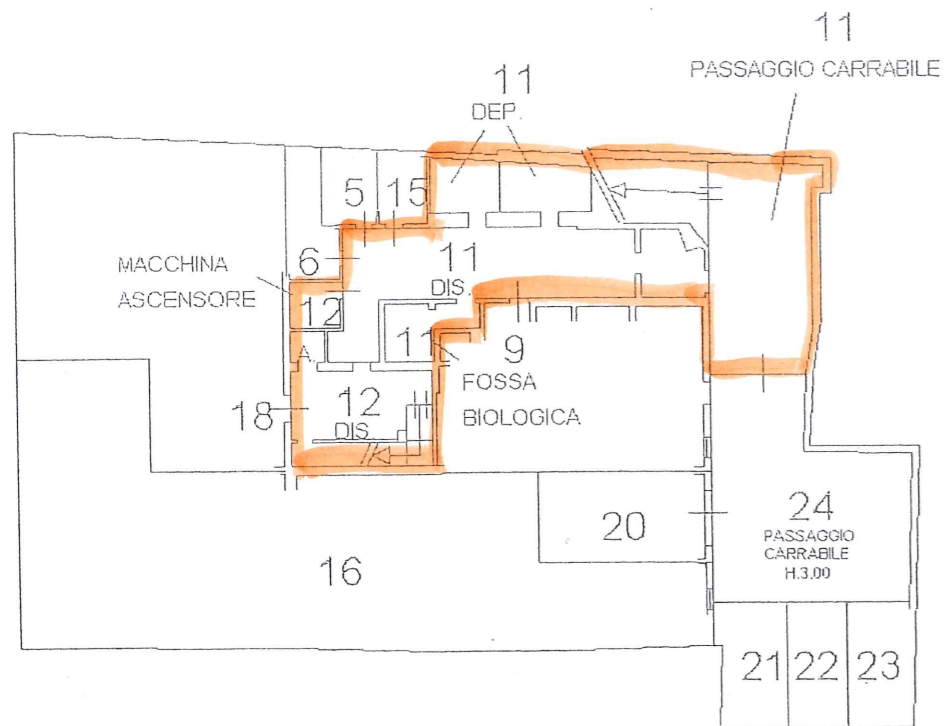 11
PASSAGGIO CARRABILE
11
DEP.
5
15
6
11
DIS.
MACCHINA
ASCENSORE
12
A.
11
9
FOSSA
BIOLOGICA
18
12
DIS.
20
24
PASSAGGIO
CARRABILE
H.3.00
16
21
22
23